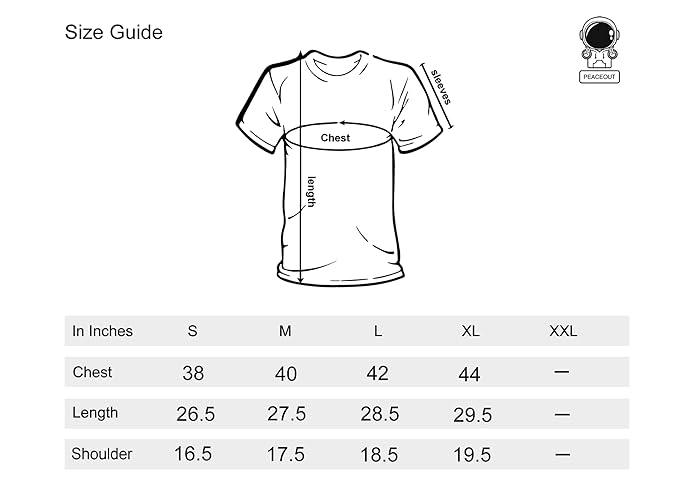 Size Guide
PEACEOUT
sleeves
Chest
length
In Inches S M L XL XXL
Chest 38 40 42 44 —
Length 26.5 27.5 28.5 29.5 —
Shoulder 16.5 17.5 18.5 19.5 —